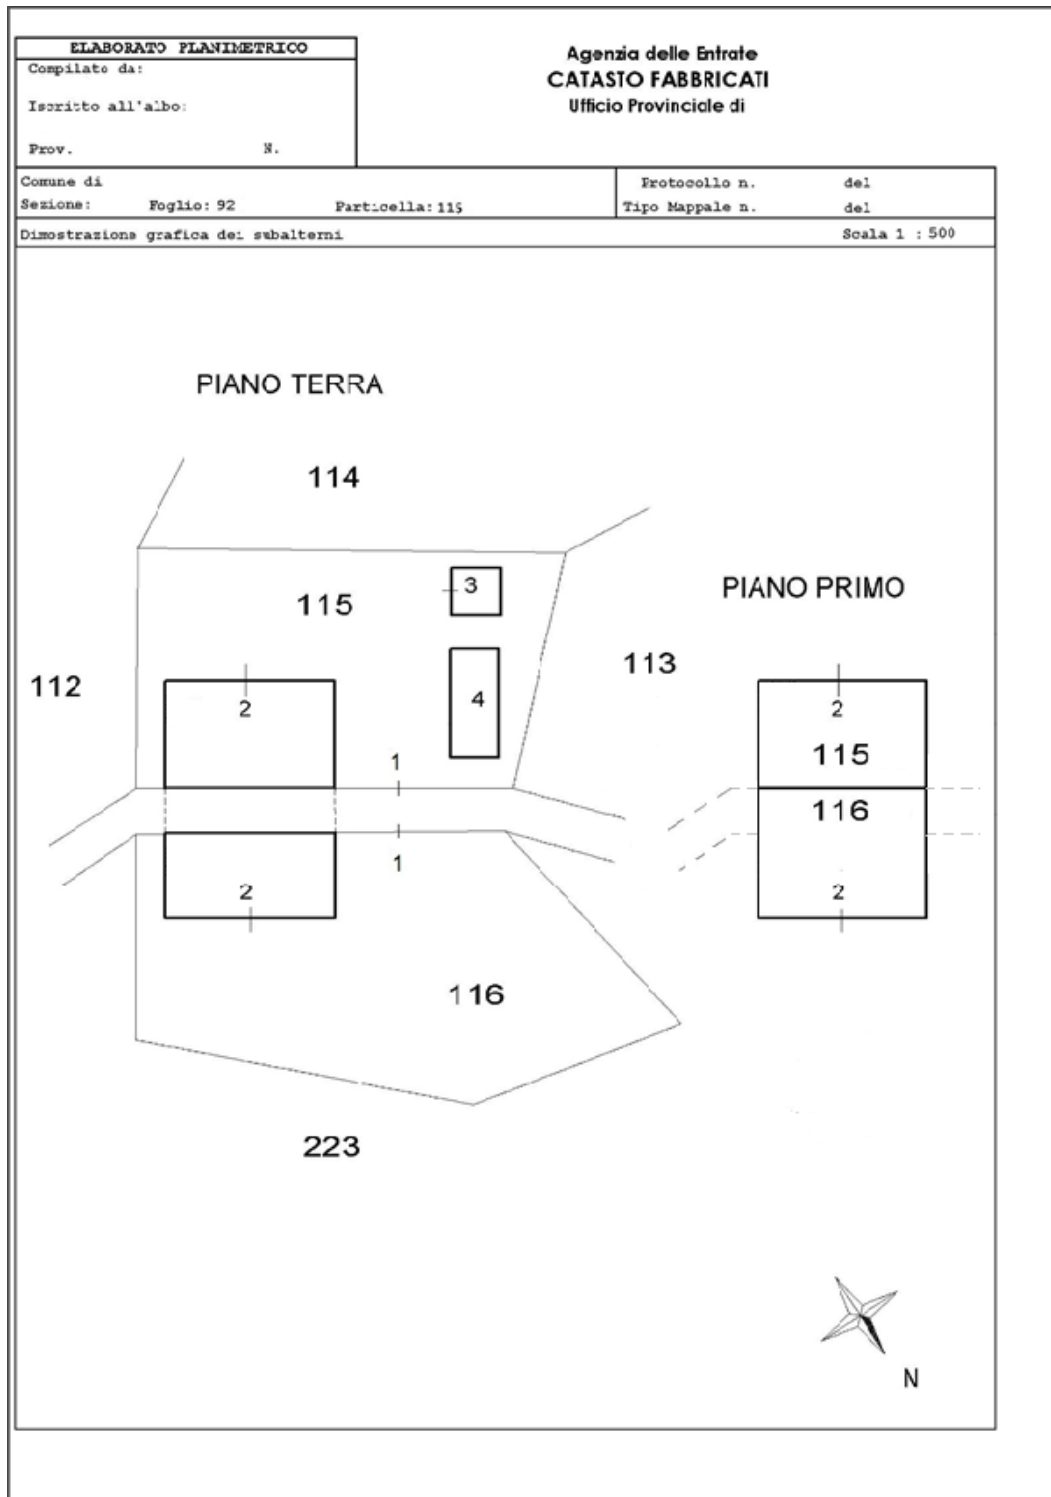 ELABORATO PLANIMETRICO
Compilato da:
Iscritto all'albo:
Prov. N.
Agenzia delle Entrate
CATASTO FABBRICATI
Ufficio Provinciale di
Comune di
Sezione: Foglio: 92 Particella: 115
Protocollo n. del
Tipo Mappale n. del
Dimostrazione grafica dei subalterni Scala 1 : 500
PIANO TERRA
114
3
115
PIANO PRIMO
112
113
2
4
2
1
115
116
1
2
2
116
223
N